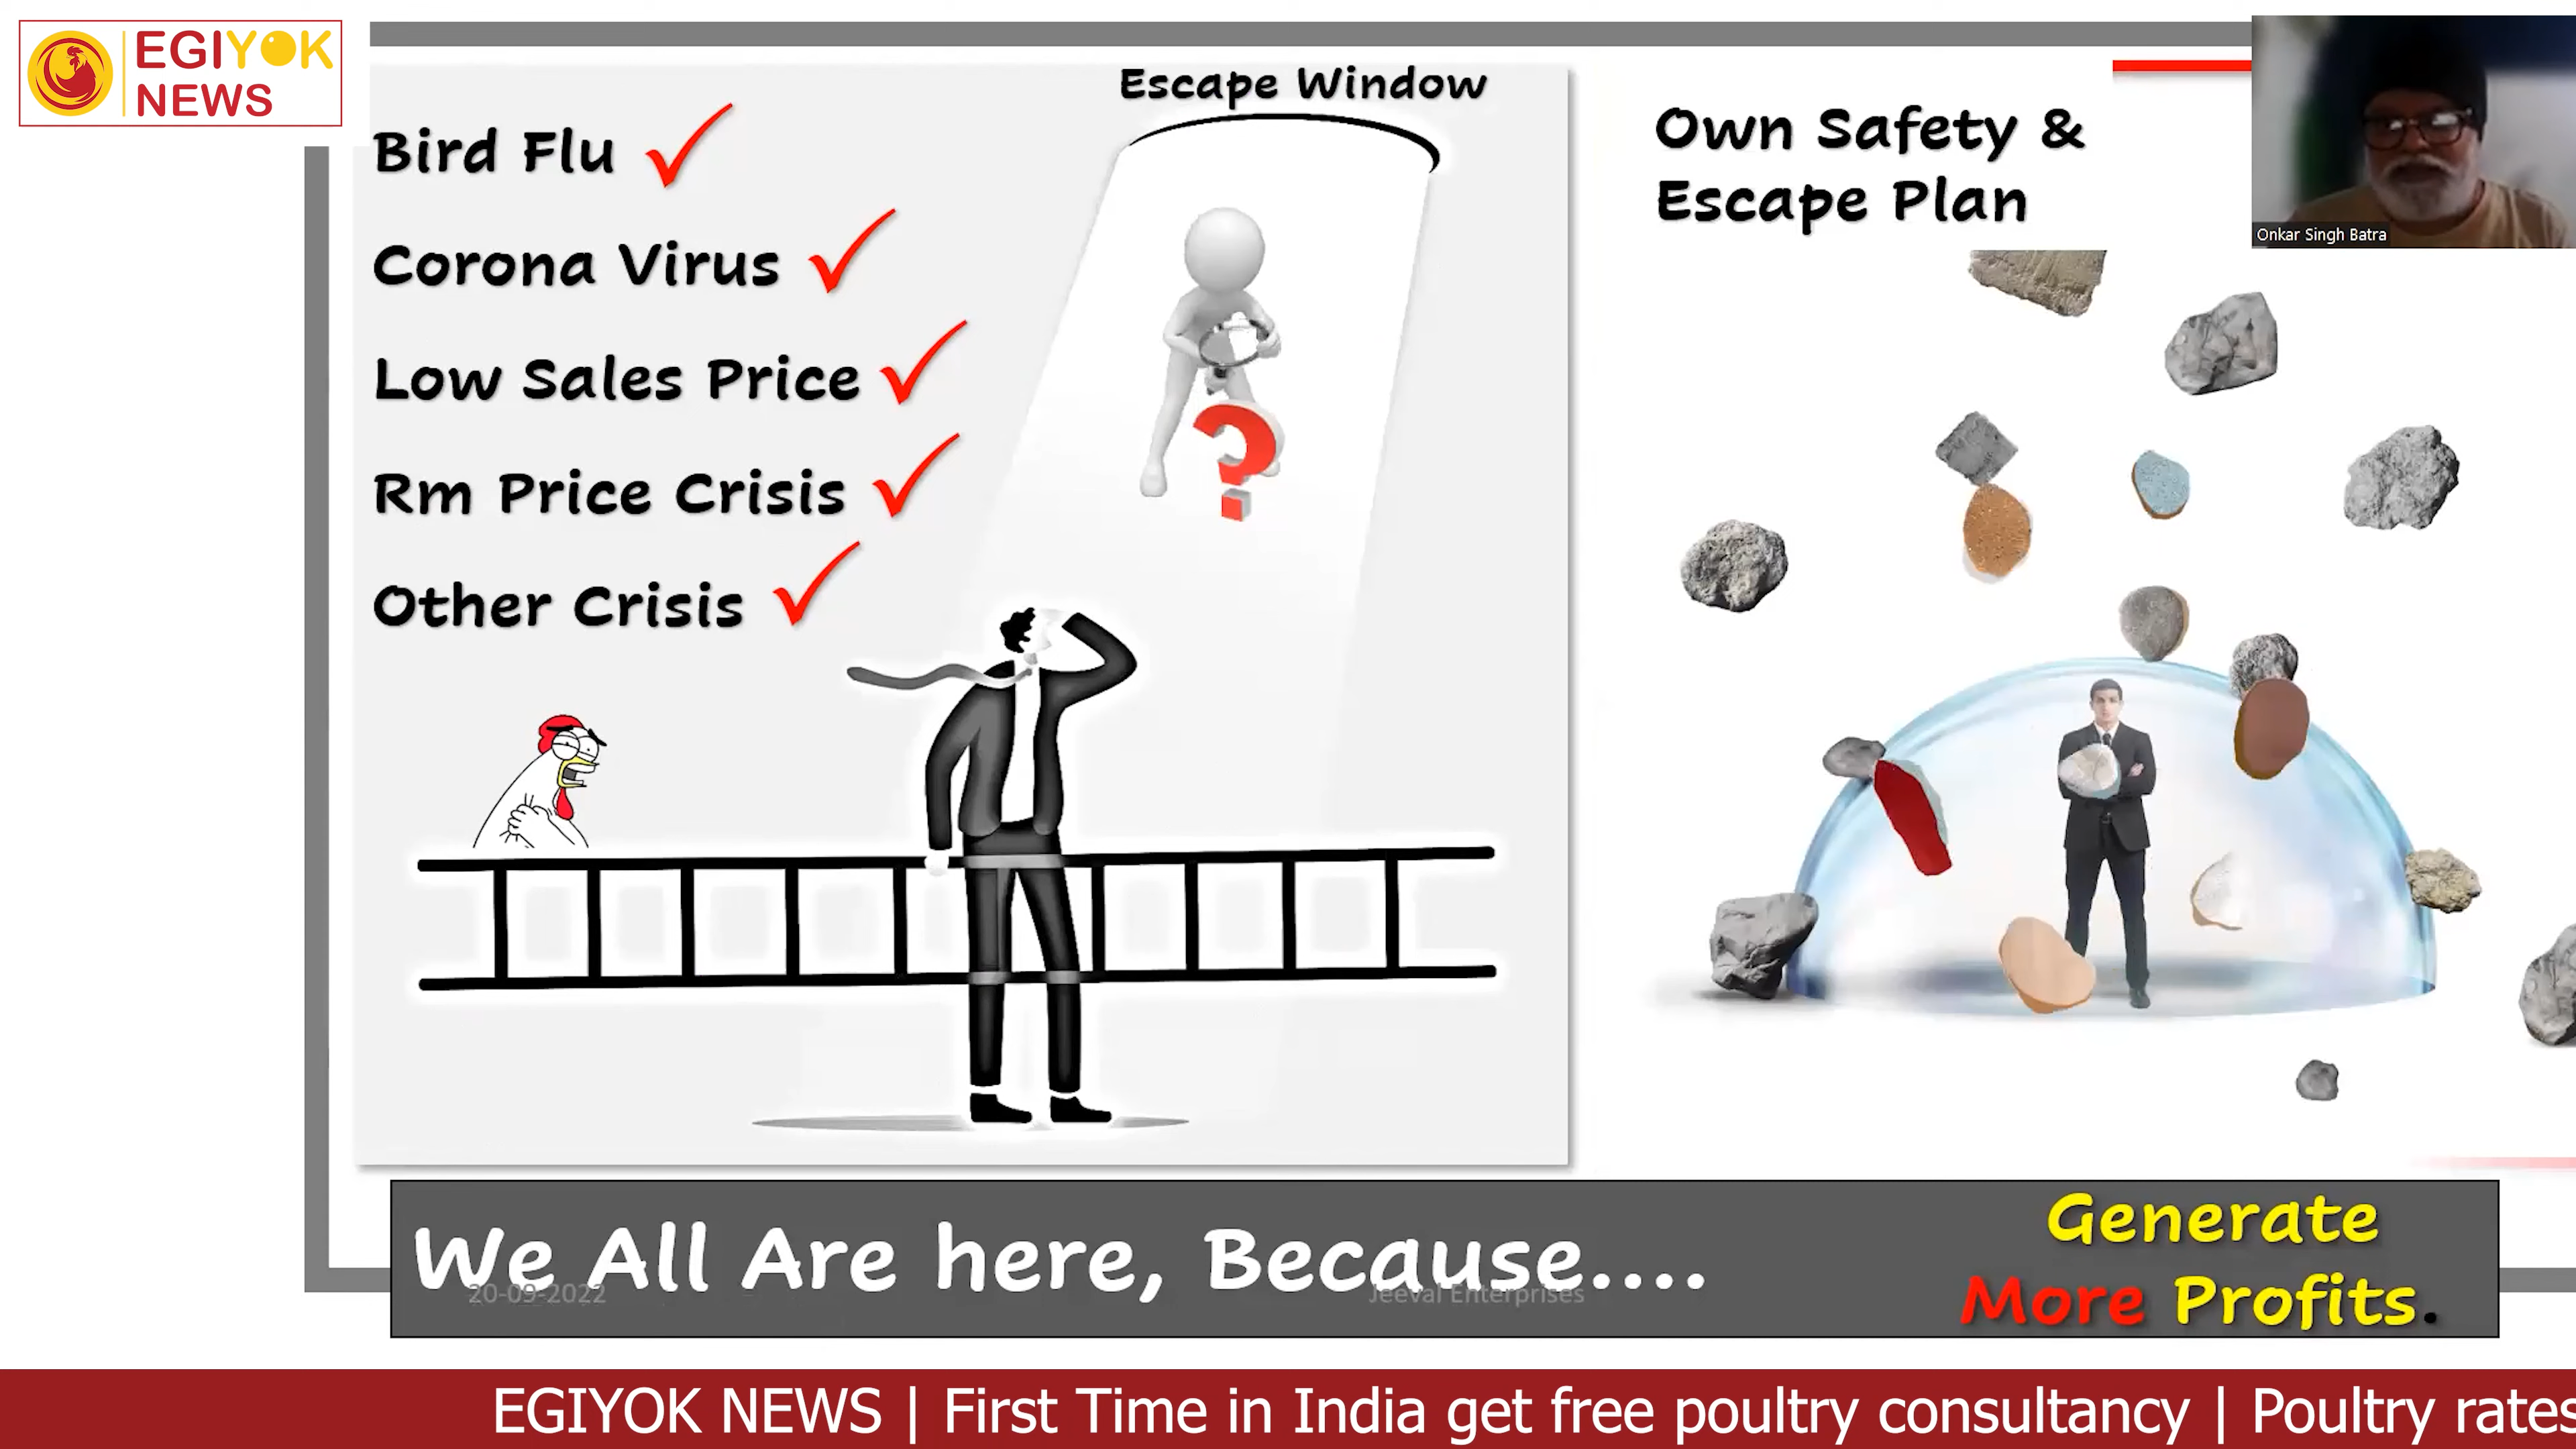 EGIYOK
NEWS
Escape Window
Bird Flu
Corona Virus
Low Sales Price
Rm Price Crisis
Other Crisis
?
Own Safety &
Escape Plan
Onkar Singh Batra
We All Are here, Because....
20-09-2022
Jeeval Enterprises
Generate
More Profits.
EGIYOK NEWS | First Time in India get free poultry consultancy | Poultry rates